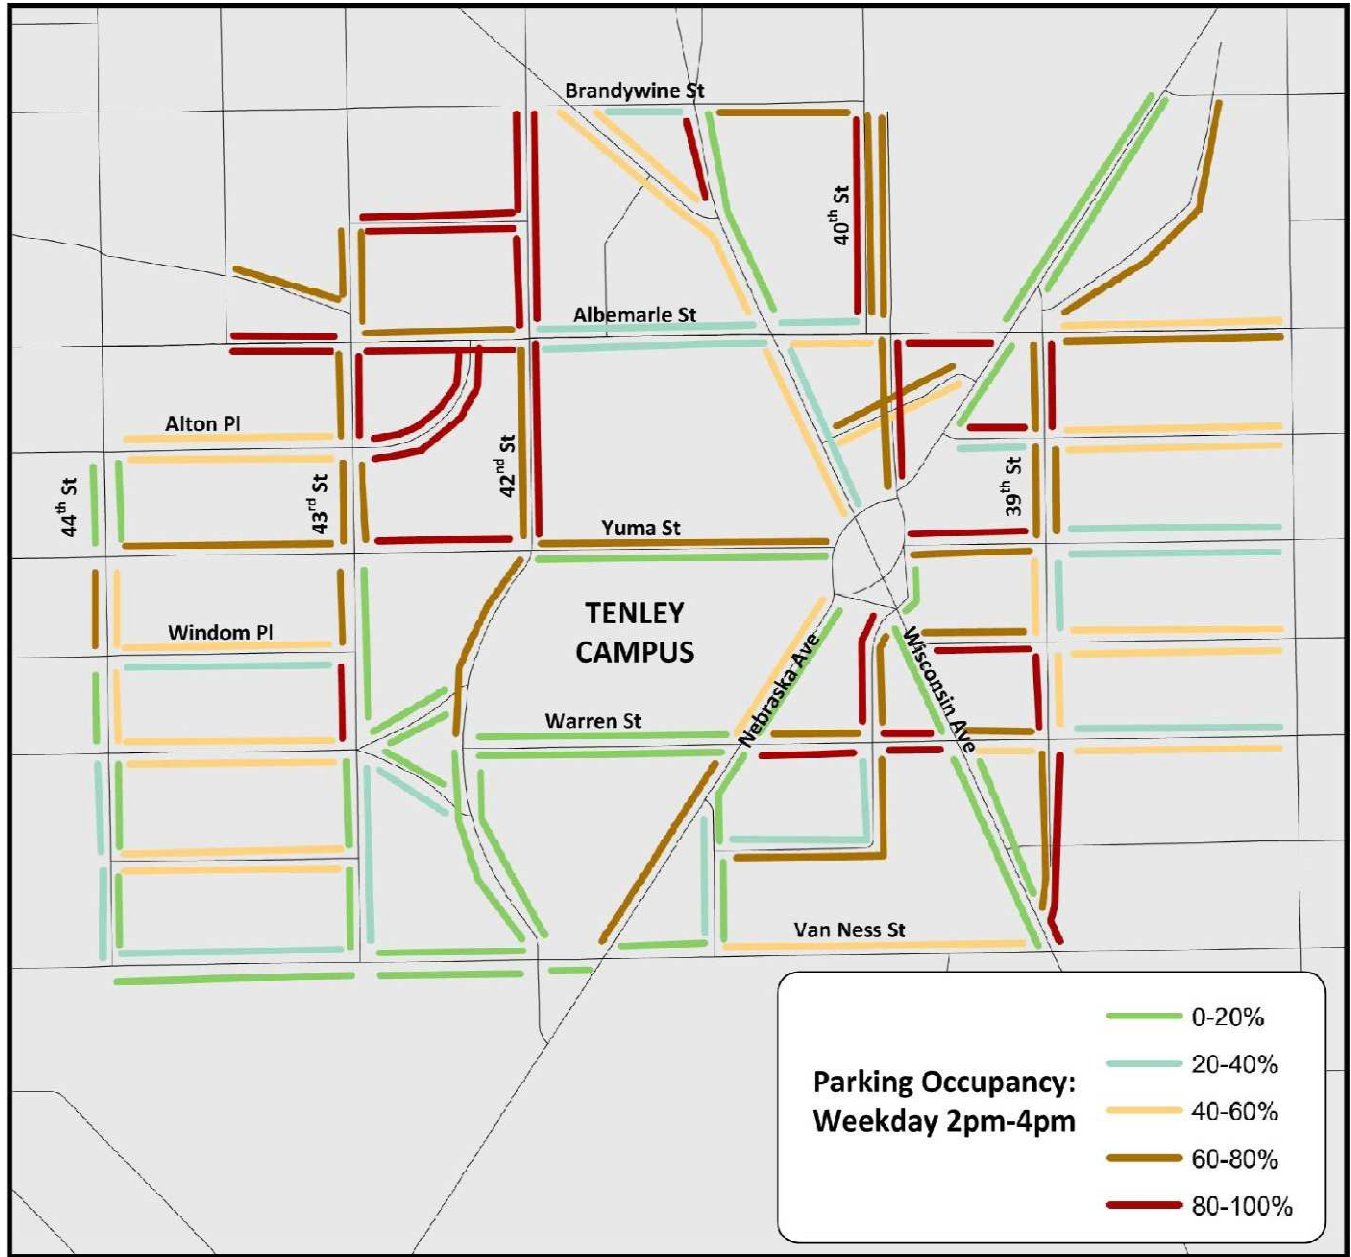 Brandywine St
40th St
Albemarle St
Alton Pl
44th St
43rd St
42nd St
39th St
Yuma St
TENLEY
CAMPUS
Windom Pl
Nebraska Ave
Wisconsin Ave
Warren St
Van Ness St
Parking Occupancy:
Weekday 2pm-4pm
0-20%
20-40%
40-60%
60-80%
80-100%